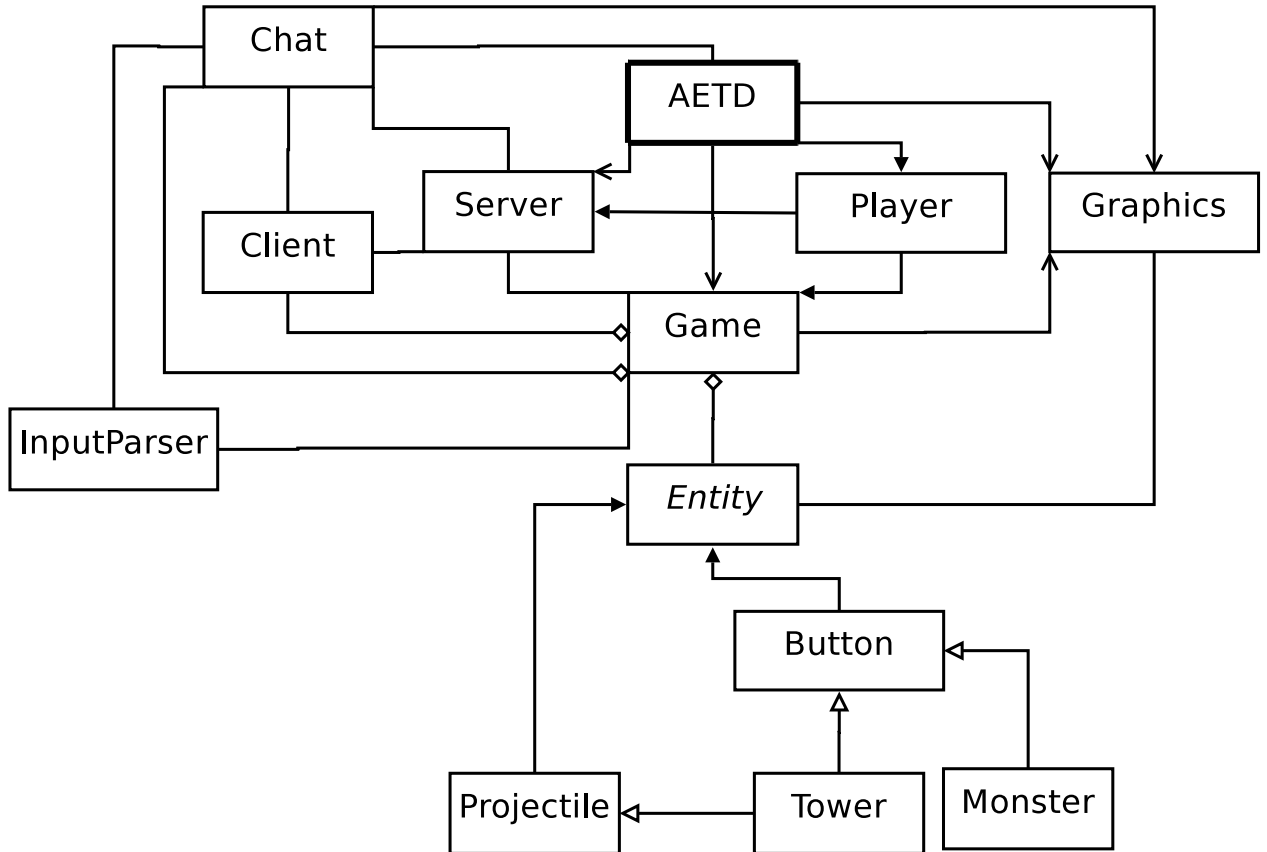 Chat
AETD
Server
Player
Graphics
Client
Game
InputParser
Entity
Button
Projectile
Tower
Monster